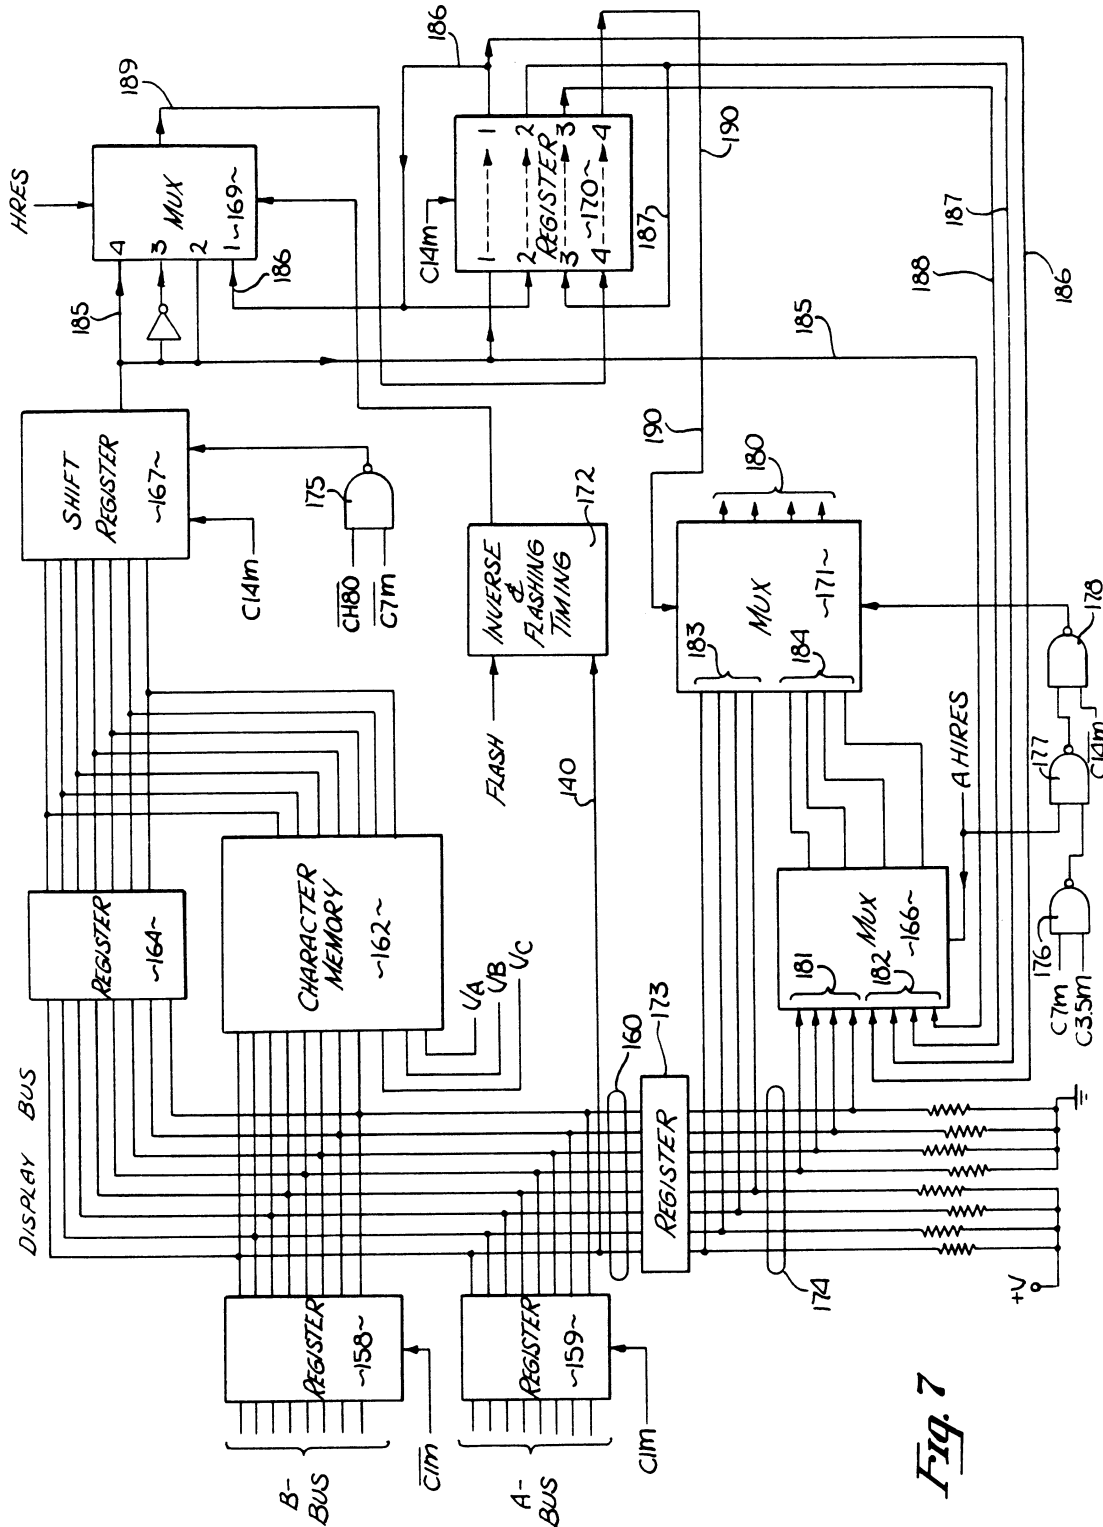 HRES
MUX
~169~
4
3
2
1
189
185
186
186
C14m
REGISTER
~170~
1
2
3
4
1
2
3
4
187
190
187
188
186
185
190
SHIFT
REGISTER
~167~
C14m
175
CH80
C7m
172
INVERSE
&
FLASHING
TIMING
FLASH
140
180
MUX
~171~
183
184
178
177
C14m
A HIRES
176
C7m
C3.5m
MUX
~166~
181
182
REGISTER
~164~
CHARACTER
MEMORY
~162~
VA
VB
VC
DISPLAY BUS
160
173
REGISTER
174
+V
REGISTER
~158~
C1m
B-
BUS
REGISTER
~159~
C1m
A-
BUS
Fig. 7